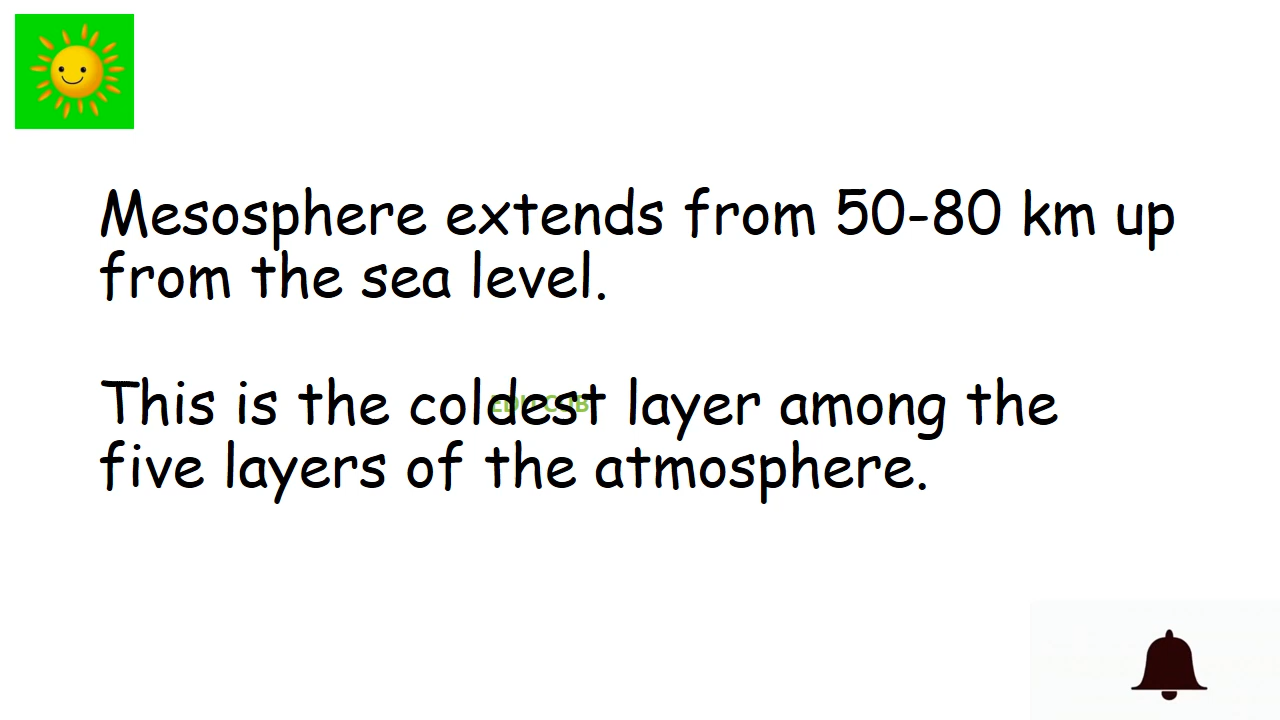 Mesosphere extends from 50-80 km up
from the sea level.
This is the coldest layer among the
five layers of the atmosphere.